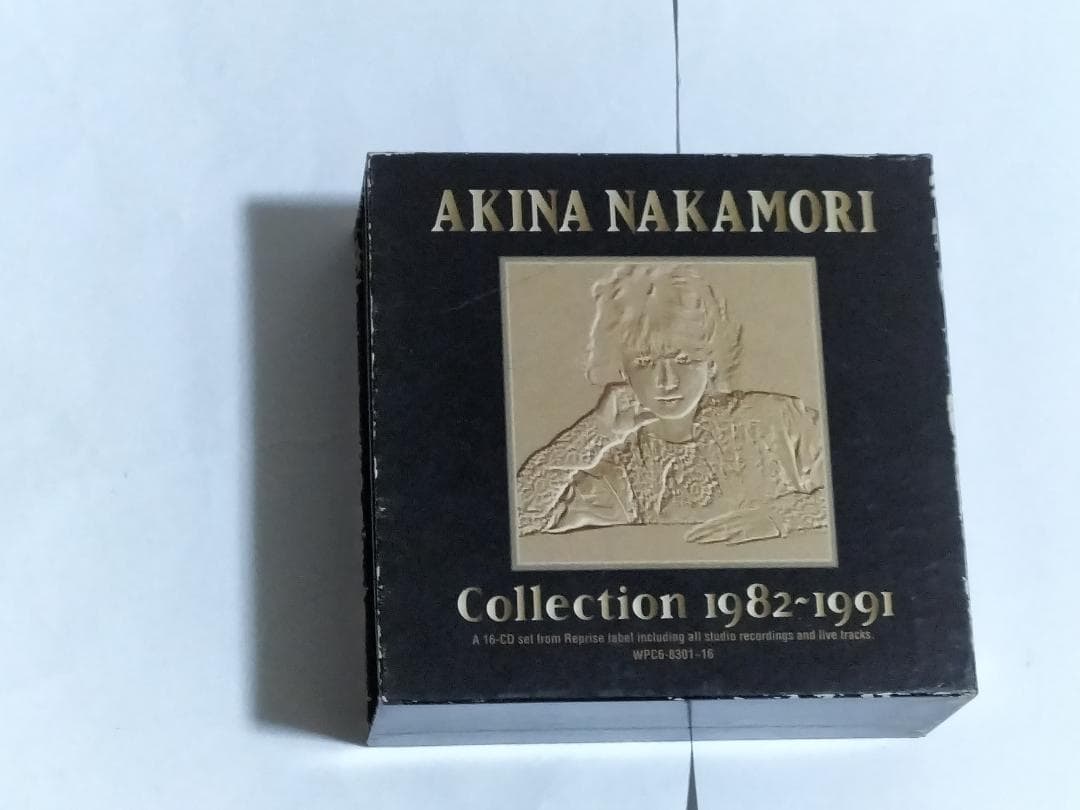 AKINA NAKAMORI
Collection 1982~1991
A 16-CD set from Reprise label including all studio recordings and live tracks.
WPC6-8301~16